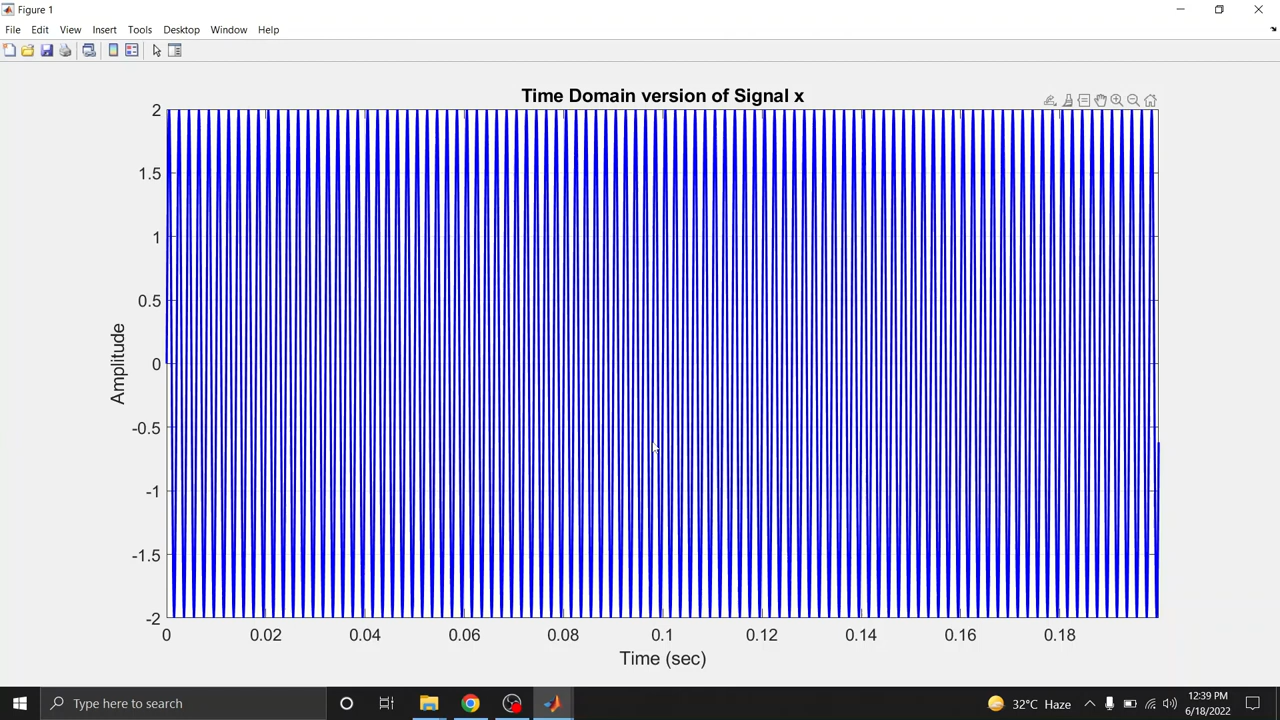 Figure 1
File Edit View Insert Tools Desktop Window Help
Time Domain version of Signal x
2
1.5
1
0.5
0
-0.5
-1
-1.5
-2
Amplitude
0 0.02 0.04 0.06 0.08 0.1 0.12 0.14 0.16 0.18
Time (sec)
Type here to search
32°C Haze
12:39 PM
6/18/2022